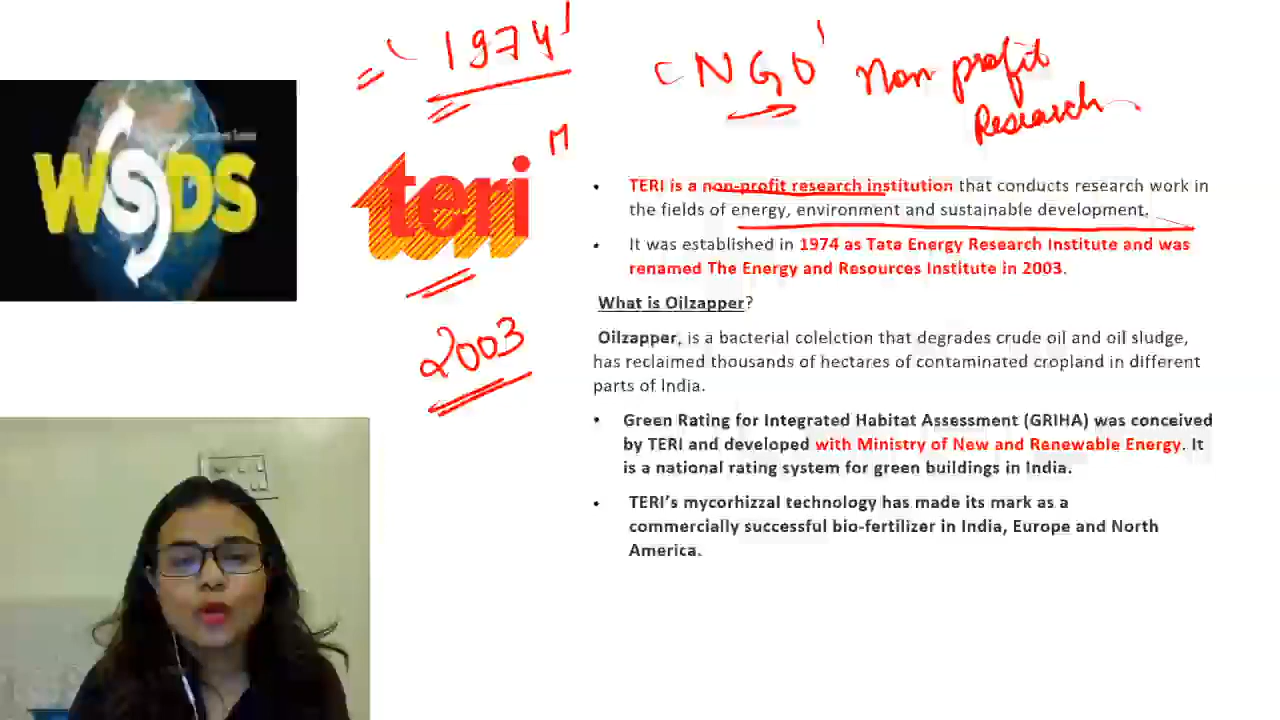 1974
NGO Non profit
Research
WSDS
teri
• TERI is a non-profit research institution that conducts research work in
the fields of energy, environment and sustainable development.
• It was established in 1974 as Tata Energy Research Institute and was
renamed The Energy and Resources Institute in 2003.
What is Oilzapper?
2003
Oilzapper, is a bacterial colelction that degrades crude oil and oil sludge,
has reclaimed thousands of hectares of contaminated cropland in different
parts of India.
• Green Rating for Integrated Habitat Assessment (GRIHA) was conceived
by TERI and developed with Ministry of New and Renewable Energy. It
is a national rating system for green buildings in India.
• TERI's mycorhizzal technology has made its mark as a
commercially successful bio-fertilizer in India, Europe and North
America.